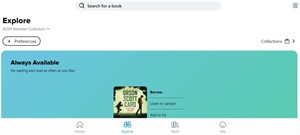 Search for a book
Explore
ACEN Member Collection
Preferences
Collections
Always Available
No waiting and read as often as you like!
ORSON
SCOTT
CARD
Borrow
Listen to sample
Add to list
Home
Explore
Shelf
Me